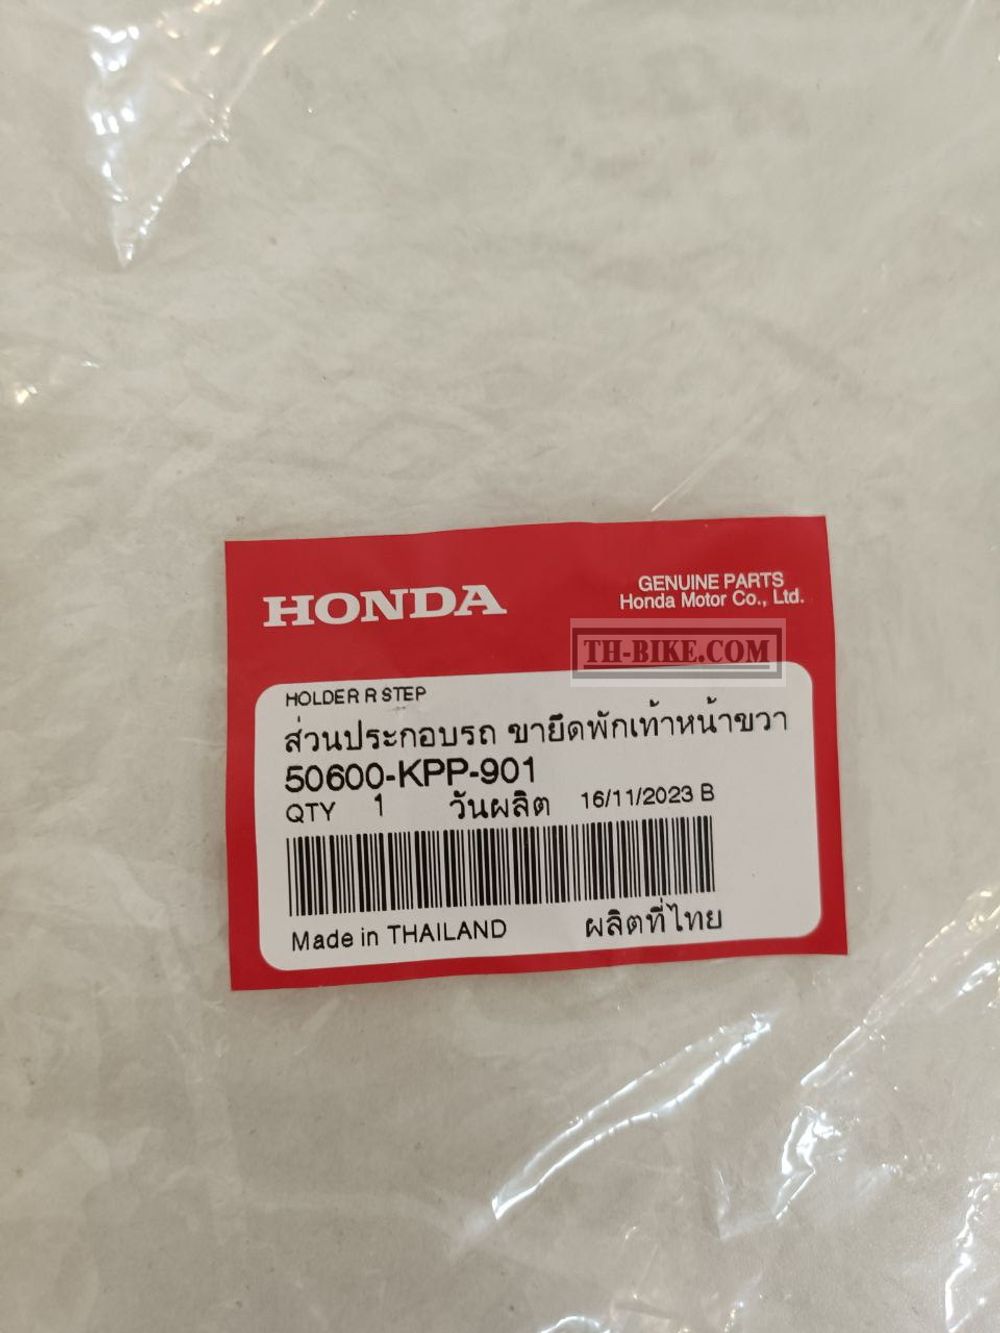 HONDA
GENUINE PARTS
Honda Motor Co., Ltd.
TH-BIKE.COM
HOLDER R STEP
ส่วนประกอบรถ ขายึดพักเท้าหน้าขวา
50600-KPP-901
QTY 1 วันผลิต 16/11/2023 B
Made in THAILAND ผลิตที่ไทย